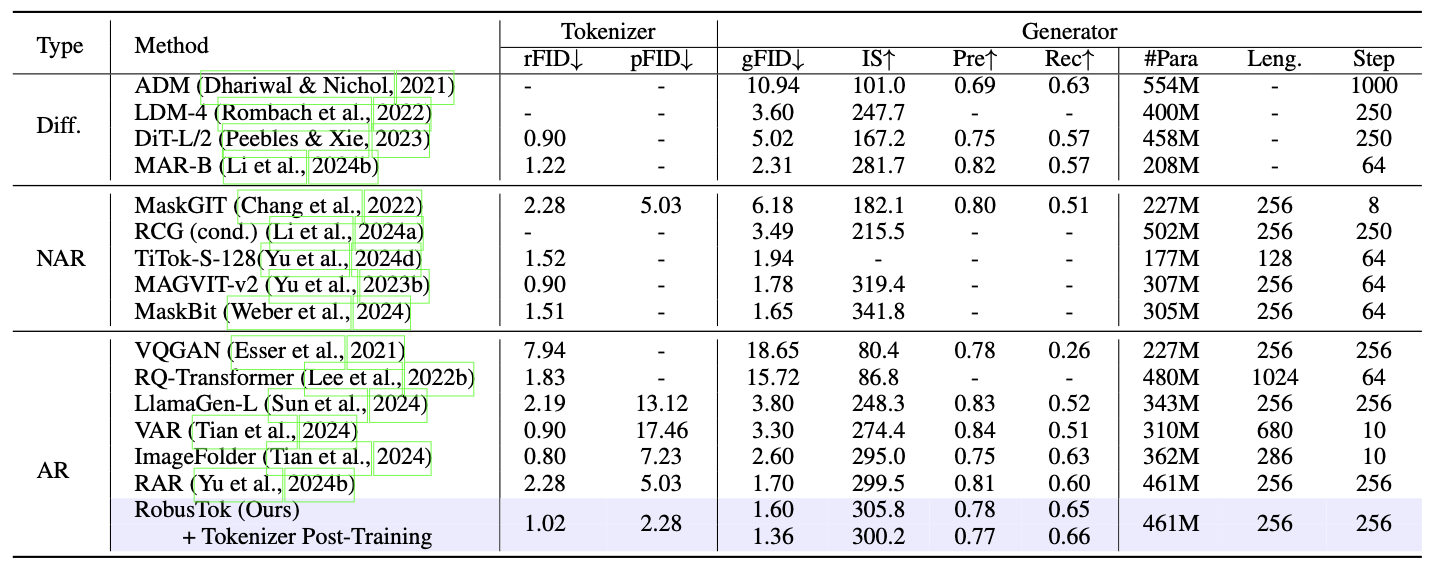 Type Method Tokenizer Generator
rFID↓ pFID↓ gFID↓ IS↑ Pre↑ Rec↑ #Para Leng. Step
ADM (Dhariwal & Nichol, 2021) - - 10.94 101.0 0.69 0.63 554M - 1000
LDM-4 (Rombach et al., 2022) - - 3.60 247.7 - - 400M - 250
Diff.
DiT-L/2 (Peebles & Xie, 2023) 0.90 - 5.02 167.2 0.75 0.57 458M - 250
MAR-B (Li et al., 2024b) 1.22 - 2.31 281.7 0.82 0.57 208M - 64
MaskGIT (Chang et al., 2022) 2.28 5.03 6.18 182.1 0.80 0.51 227M 256 8
RCG (cond.) (Li et al., 2024a) - - 3.49 215.5 - - 502M 256 250
NAR TiTok-S-128(Yu et al., 2024d) 1.52 - 1.94 - - - 177M 128 64
MAGVIT-v2 (Yu et al., 2023b) 0.90 - 1.78 319.4 - - 307M 256 64
MaskBit (Weber et al., 2024) 1.51 - 1.65 341.8 - - 305M 256 64
VQGAN (Esser et al., 2021) 7.94 - 18.65 80.4 0.78 0.26 227M 256 256
RQ-Transformer (Lee et al., 2022b) 1.83 - 15.72 86.8 - - 480M 1024 64
LlamaGen-L (Sun et al., 2024) 2.19 13.12 3.80 248.3 0.83 0.52 343M 256 256
VAR (Tian et al., 2024) 0.90 17.46 3.30 274.4 0.84 0.51 310M 680 10
ImageFolder (Tian et al., 2024) 0.80 7.23 2.60 295.0 0.75 0.63 362M 286 10
AR
RAR (Yu et al., 2024b) 2.28 5.03 1.70 299.5 0.81 0.60 461M 256 256
RobusTok (Ours) 1.60 305.8 0.78 0.65
1.02 2.28 461M 256 256
+ Tokenizer Post-Training 1.36 300.2 0.77 0.66